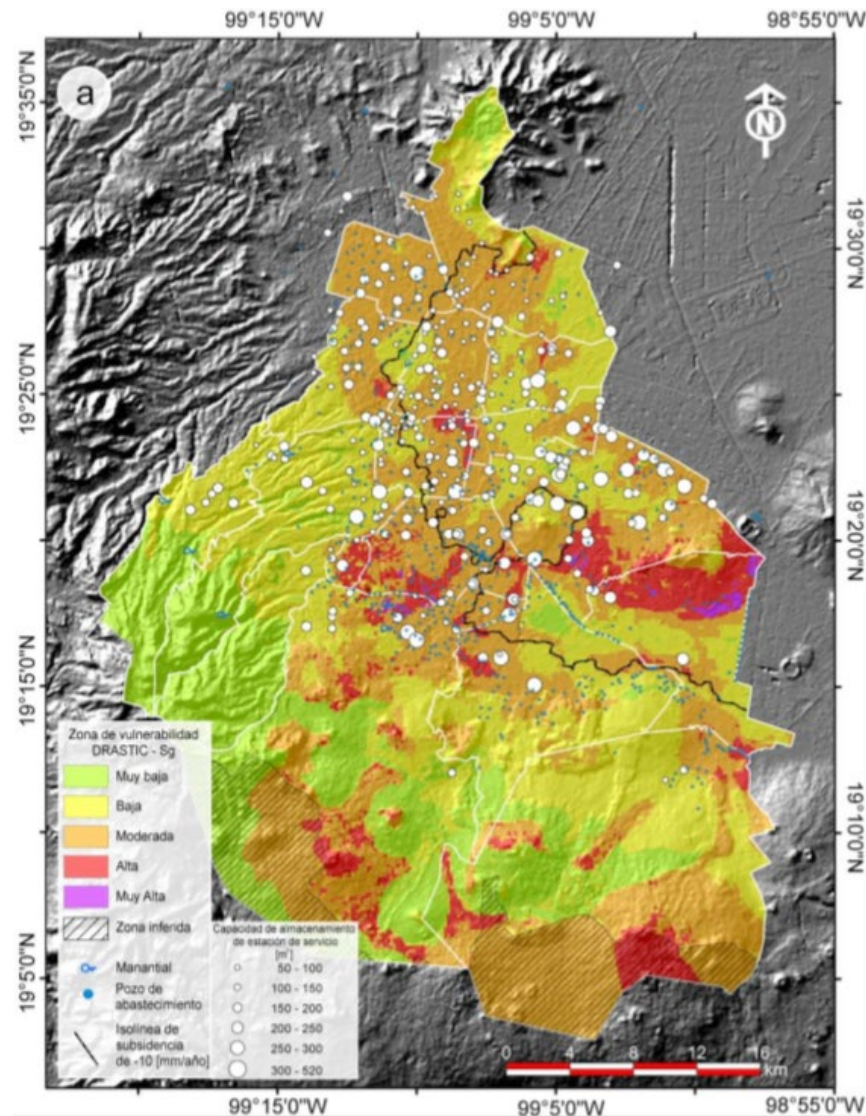 99°15'0"W 99°5'0"W 98°55'0"W
a
N
19°35'0"N
19°30'0"N
19°25'0"N
19°20'0"N
19°15'0"N
19°10'0"N
19°5'0"N
Zona de vulnerabilidad
DRASTIC - Sg
Muy baja
Baja
Moderada
Alta
Muy Alta
Zona inferida
Manantial
Pozo de
abastecimiento
Isolínea de
subsidencia
de -10 [mm/año]
Capacidad de almacenamiento
de estación de servicio
[m³]
50 - 100
100 - 150
150 - 200
200 - 250
250 - 300
300 - 520
0 4 8 12 16
km
99°15'0"W 99°5'0"W 98°55'0"W